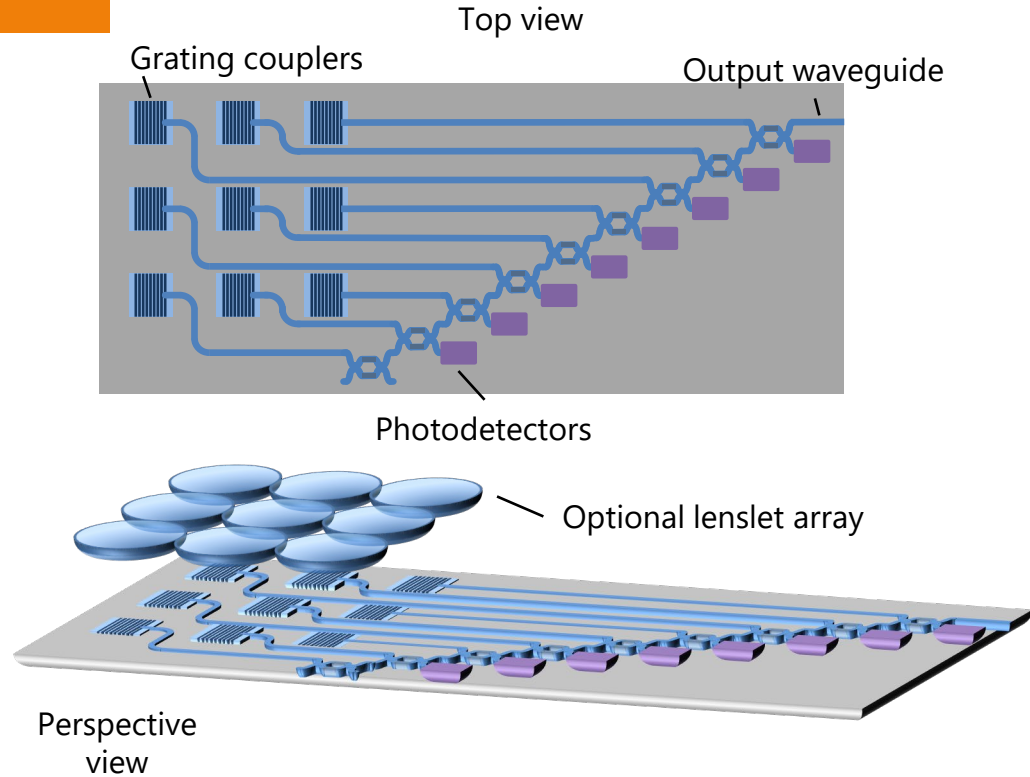 Top view
Grating couplers
Output waveguide
Photodetectors
Optional lenslet array
Perspective
view